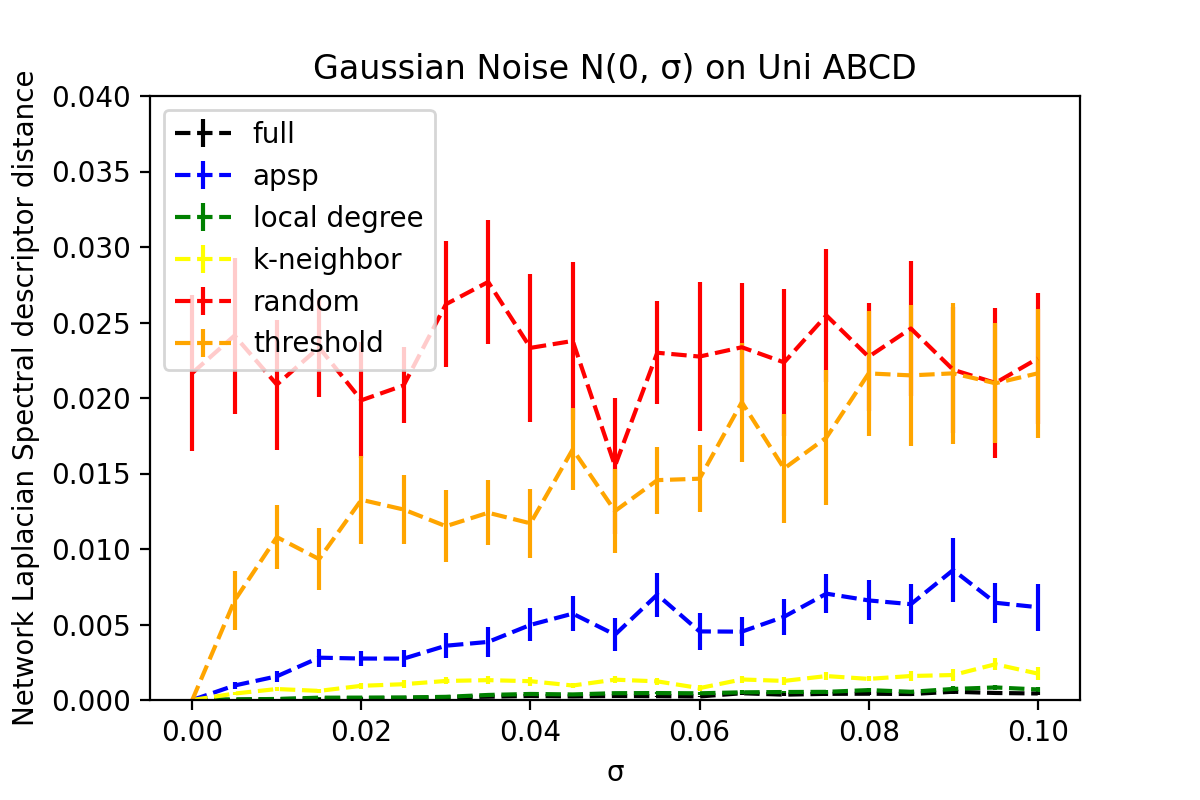 Gaussian Noise N(0, σ) on Uni ABCD
Network Laplacian Spectral descriptor distance
0.040
0.035
0.030
0.025
0.020
0.015
0.010
0.005
0.000
full
apsp
local degree
k-neighbor
random
threshold
0.00 0.02 0.04 0.06 0.08 0.10
σ